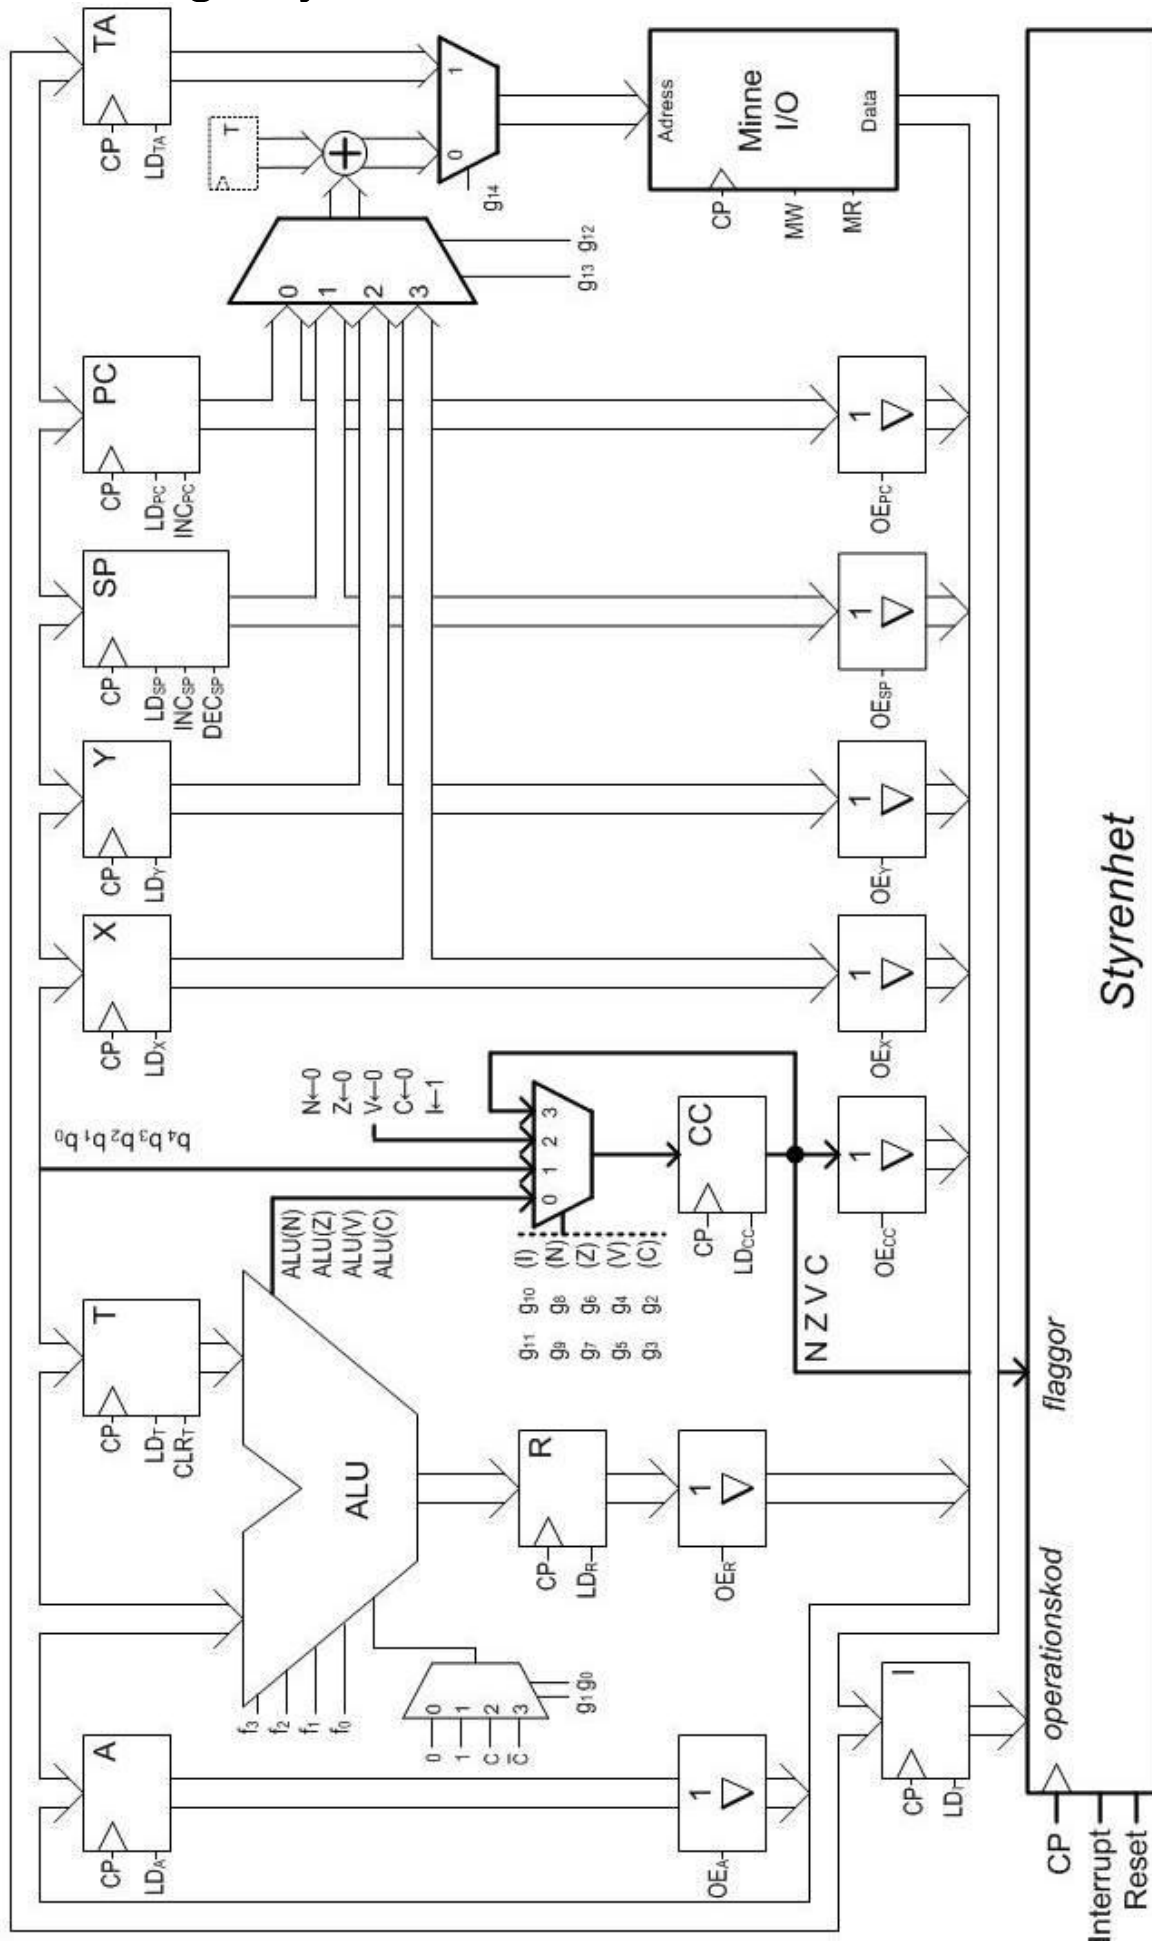 TA
CP
LDTA
T
1
0
g14
Adress
Minne
I/O
Data
CP
MW
MR
0
1
2
3
g13 g12
PC
CP
LDPC
INCPC
1
OEPC
SP
CP
LDSP
INCSP
DECSP
1
OESP
Y
CP
LDY
1
OEY
X
CP
LDX
1
OEX
b4 b3 b2 b1 b0
N←0
Z←0
V←0
C←0
I←1
0 1 2 3
ALU(N)
ALU(Z)
ALU(V)
ALU(C)
g11 g10 (I)
g9 g8 (N)
g7 g6 (Z)
g5 g4 (V)
g3 g2 (C)
CC
CP
LDCC
1
OECC
N Z V C
T
CP
LDT
CLRT
ALU
f3
f2
f1
f0
R
CP
LDR
1
OER
0
1
2
3
0
1
C
C̅
g1g0
A
CP
LDA
1
OEA
I
CP
LDI
Styrenhet
flaggor
operationskod
CP
Interrupt
Reset